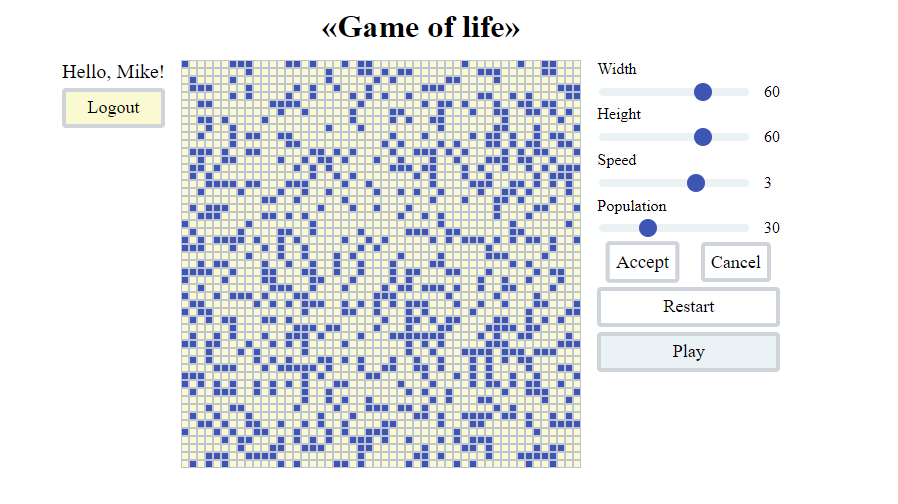 «Game of life»
Hello, Mike!
Logout
Width
60
Height
60
Speed
3
Population
30
Accept
Cancel
Restart
Play